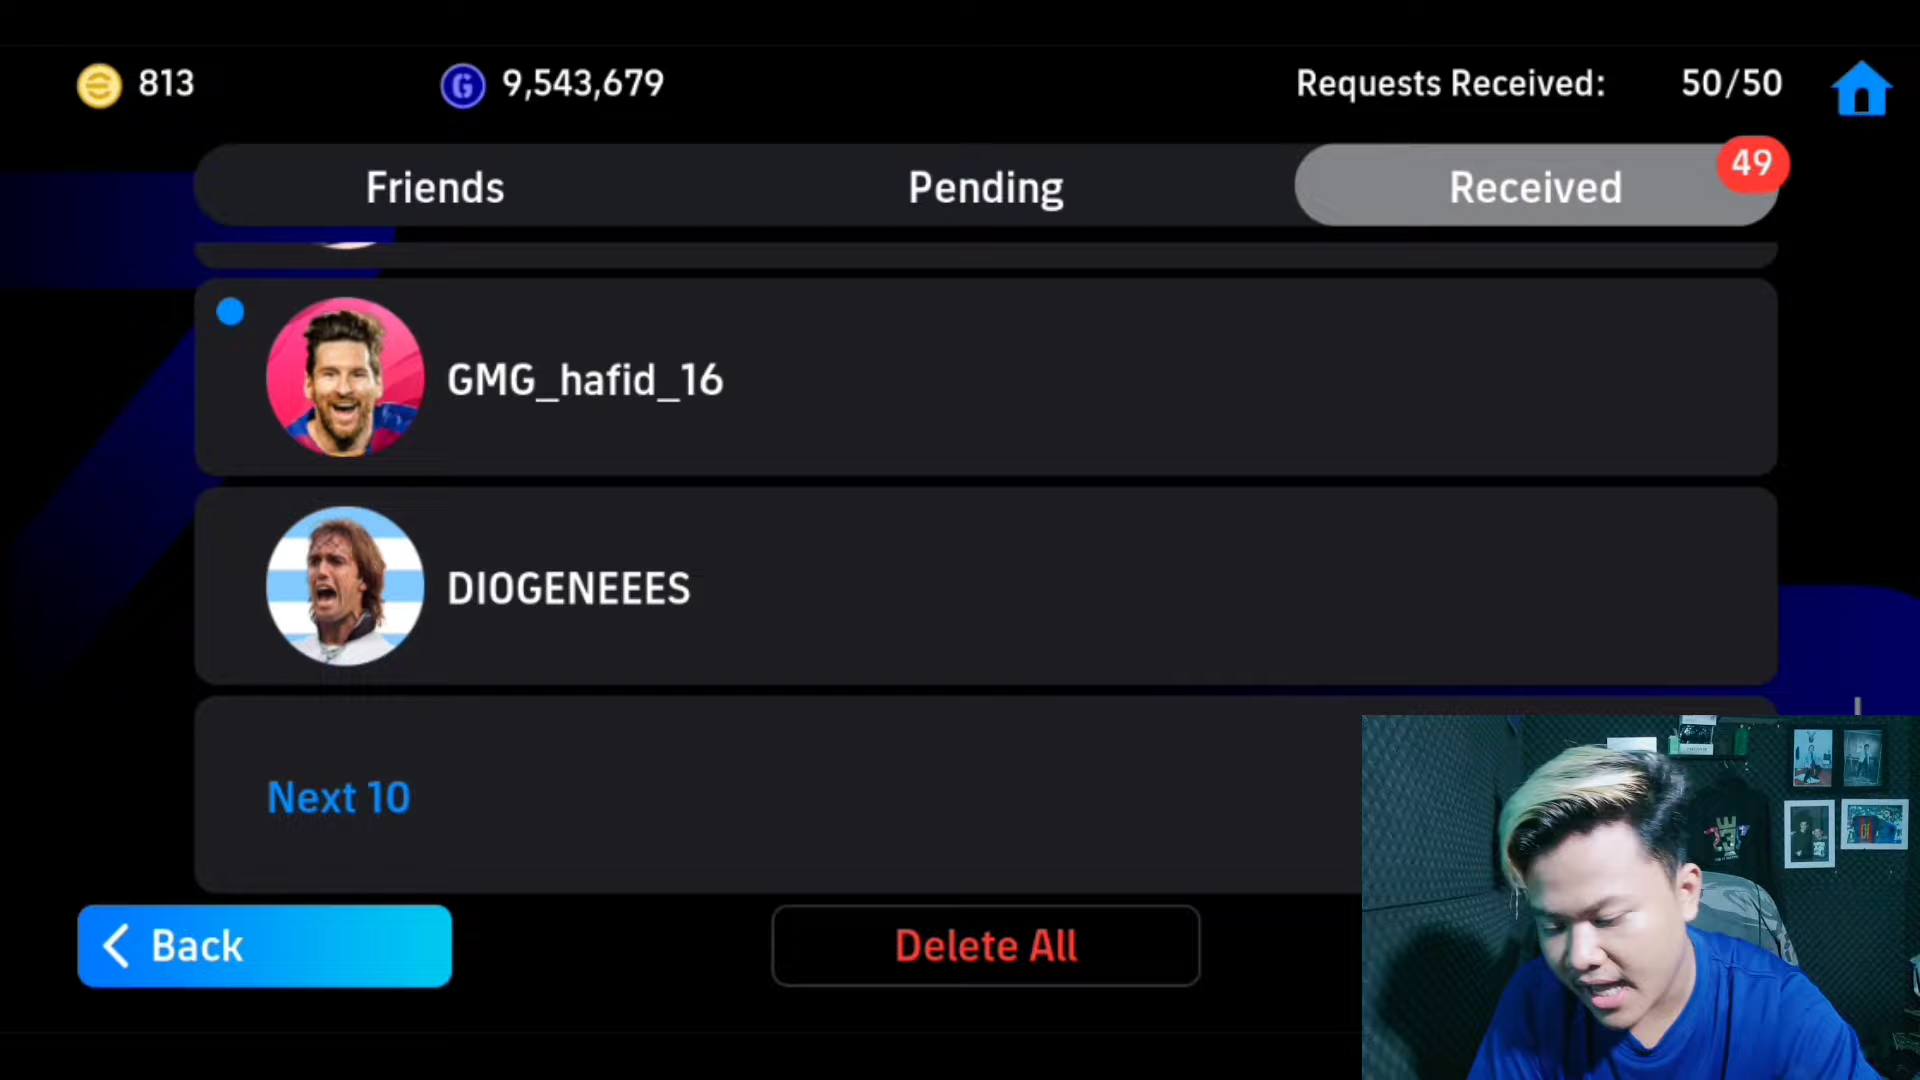 813
9,543,679
Requests Received: 50/50
Friends
Pending
Received
49
GMG_hafid_16
DIOGENEEES
Next 10
Back
Delete All